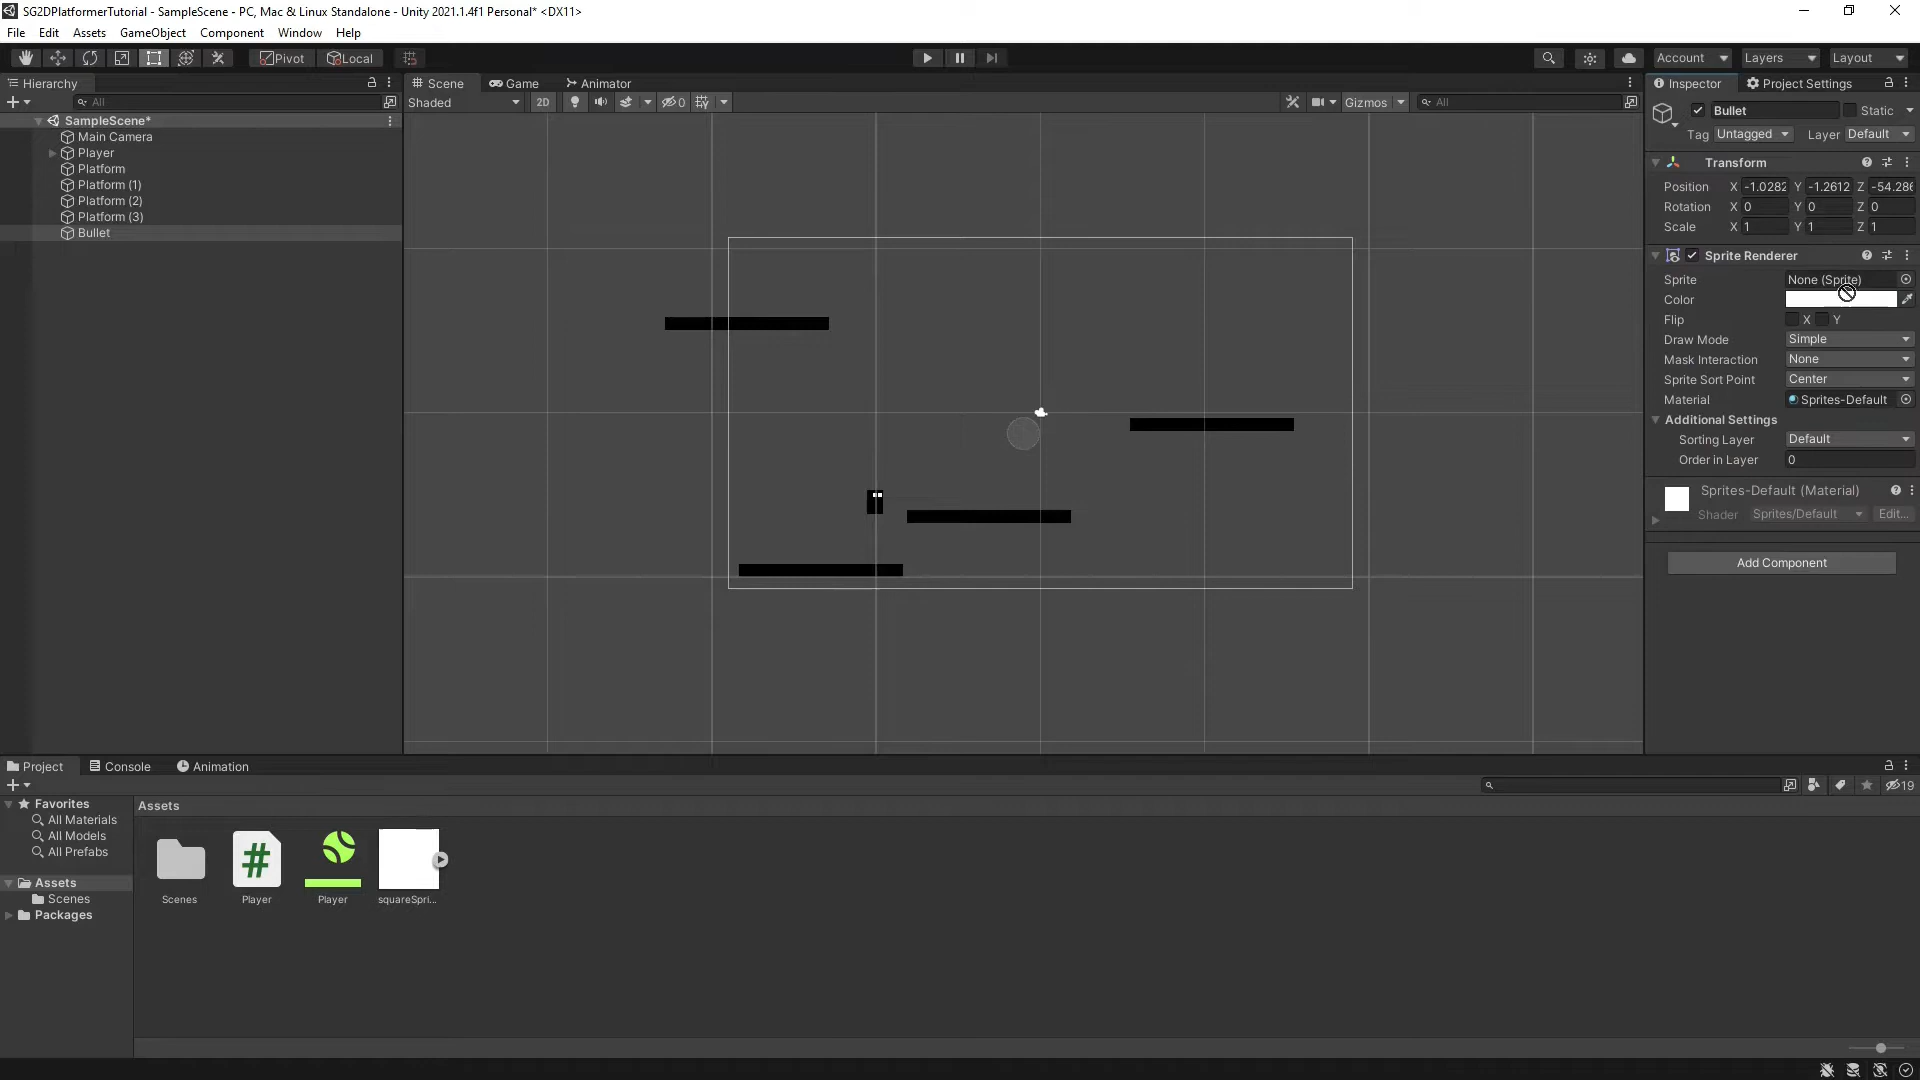 SG2DPlatformerTutorial - SampleScene - PC, Mac & Linux Standalone - Unity 2021.1.4f1 Personal* <DX11>
File Edit Assets GameObject Component Window Help
Pivot Local Account Layers Layout
Hierarchy Scene Game Animator Inspector Project Settings
All Shaded 2D 0 Gizmos All
Bullet Static
Tag Untagged Layer Default
SampleScene*
Main Camera
Player
Platform
Platform (1)
Platform (2)
Platform (3)
Bullet
Transform
Position X -1.0282 Y -1.2612 Z -54.286
Rotation X 0 Y 0 Z 0
Scale X 1 Y 1 Z 1
Sprite Renderer
Sprite None (Sprite)
Color
Flip X Y
Draw Mode Simple
Mask Interaction None
Sprite Sort Point Center
Material Sprites-Default
Additional Settings
Sorting Layer Default
Order in Layer 0
Sprites-Default (Material)
Shader Sprites/Default Edit...
Add Component
Project Console Animation
19
Favorites
All Materials
All Models
All Prefabs
Assets
Scenes
Packages
Assets
Scenes Player Player squareSpri...